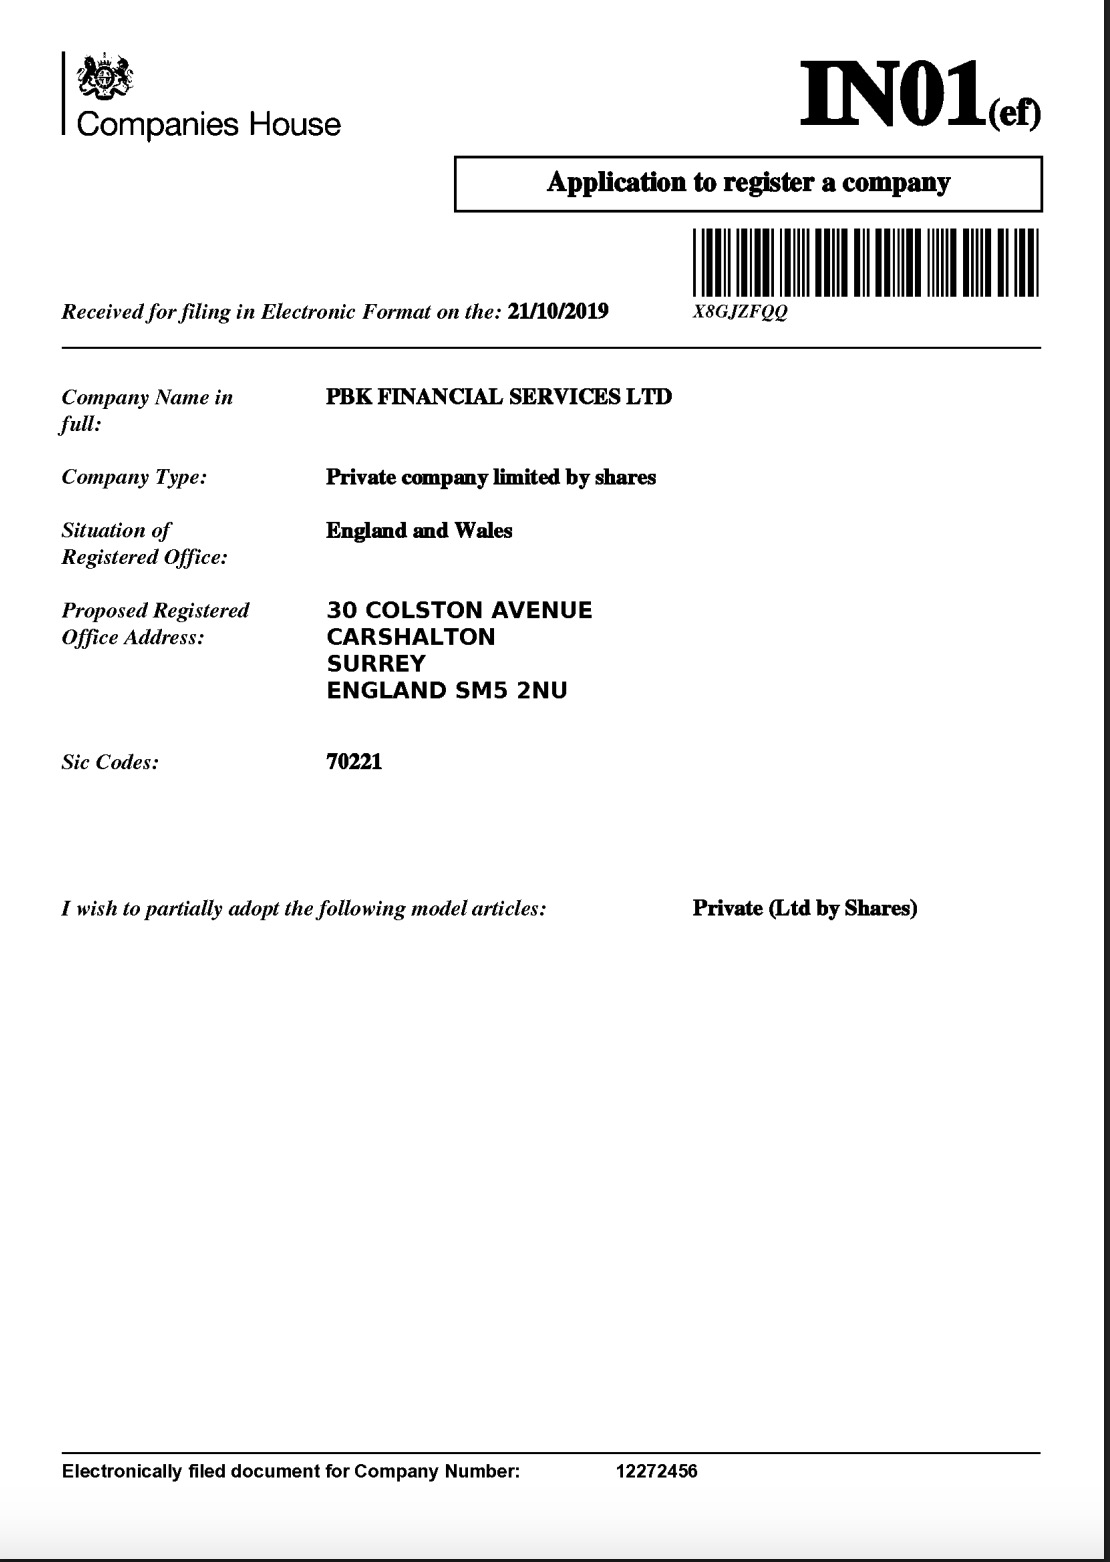 Companies House
IN01(ef)
Application to register a company
Received for filing in Electronic Format on the: 21/10/2019
X8GJZFQQ
Company Name in
full:
PBK FINANCIAL SERVICES LTD
Company Type:
Private company limited by shares
Situation of
Registered Office:
England and Wales
Proposed Registered
Office Address:
30 COLSTON AVENUE
CARSHALTON
SURREY
ENGLAND SM5 2NU
Sic Codes:
70221
I wish to partially adopt the following model articles:
Private (Ltd by Shares)
Electronically filed document for Company Number:
12272456